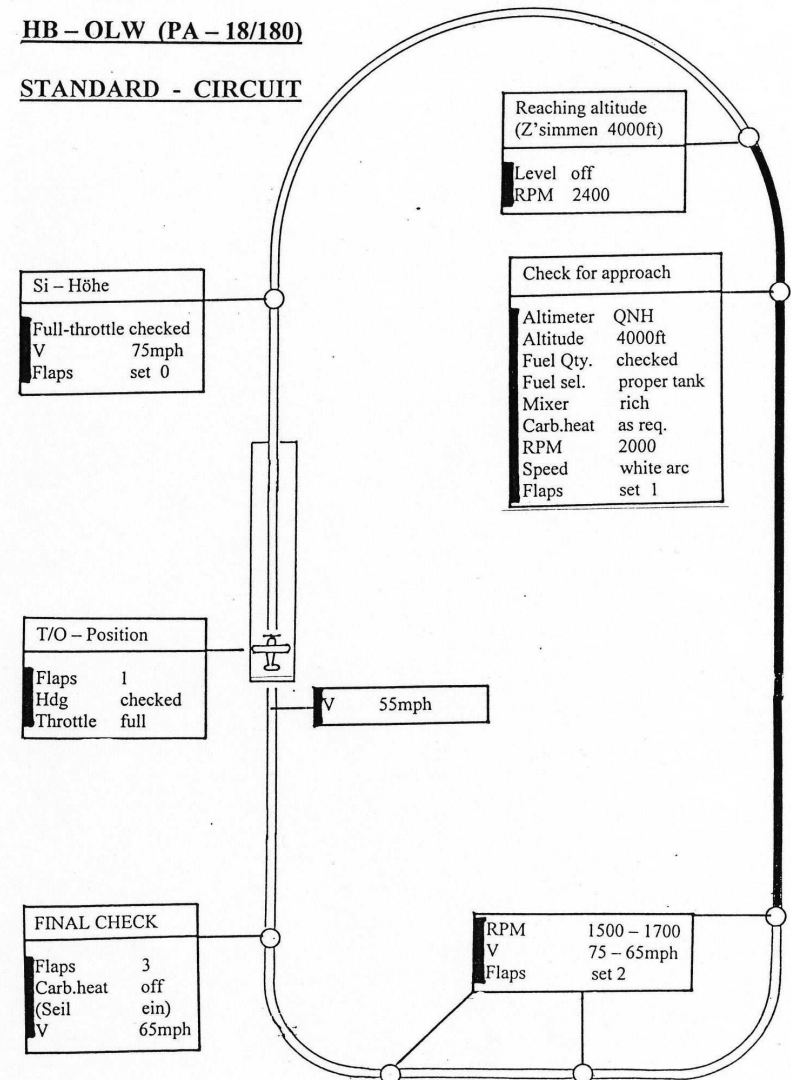 HB – OLW (PA – 18/180)
STANDARD - CIRCUIT
Reaching altitude
(Z'simmen 4000ft)
Level off
RPM 2400
Si – Höhe
Full-throttle checked
V 75mph
Flaps set 0
Check for approach
Altimeter QNH
Altitude 4000ft
Fuel Qty. checked
Fuel sel. proper tank
Mixer rich
Carb.heat as req.
RPM 2000
Speed white arc
Flaps set 1
T/O – Position
Flaps 1
Hdg checked
Throttle full
V 55mph
FINAL CHECK
Flaps 3
Carb.heat off
(Seil ein)
V 65mph
RPM 1500 – 1700
V 75 – 65mph
Flaps set 2